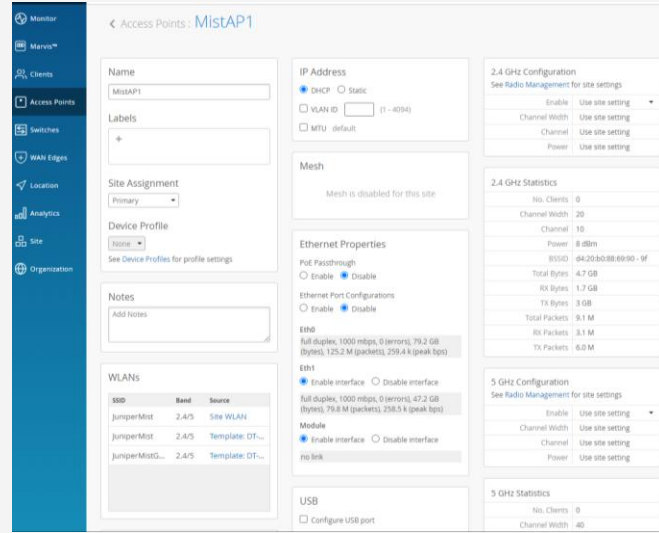 Monitor
Marvis™
Clients
Access Points
Switches
WAN Edges
Location
Analytics
Site
Organization
< Access Points : MistAP1
Name
MistAP1
Labels
+
Site Assignment
Primary
Device Profile
None
See Device Profiles for profile settings
Notes
Add Notes
WLANs
SSID Band Source
JuniperMist 2.4/5 Site WLAN
JuniperMist 2.4/5 Template: DT-...
JuniperMistG... 2.4/5 Template: DT-...
IP Address
DHCP Static
VLAN ID (1 - 4094)
MTU default
Mesh
Mesh is disabled for this site
Ethernet Properties
PoE Passthrough
Enable Disable
Ethernet Port Configurations
Enable Disable
Eth0
full duplex, 1000 mbps, 0 (errors), 79.2 GB
(bytes), 125.2 M (packets), 259.4 k (peak bps)
Eth1
Enable interface Disable interface
full duplex, 1000 mbps, 0 (errors), 47.2 GB
(bytes), 79.8 M (packets), 258.5 k (peak bps)
Module
Enable interface Disable interface
no link
USB
Configure USB port
2.4 GHz Configuration
See Radio Management for site settings
Enable Use site setting
Channel Width Use site setting
Channel Use site setting
Power Use site setting
2.4 GHz Statistics
No. Clients 0
Channel Width 20
Channel 10
Power 8 dBm
BSSID d4:20:b0:88:69:90 - 9f
Total Bytes 4.7 GB
RX Bytes 1.7 GB
TX Bytes 3 GB
Total Packets 9.1 M
RX Packets 3.1 M
TX Packets 6.0 M
5 GHz Configuration
See Radio Management for site settings
Enable Use site setting
Channel Width Use site setting
Channel Use site setting
Power Use site setting
5 GHz Statistics
No. Clients 0
Channel Width 40